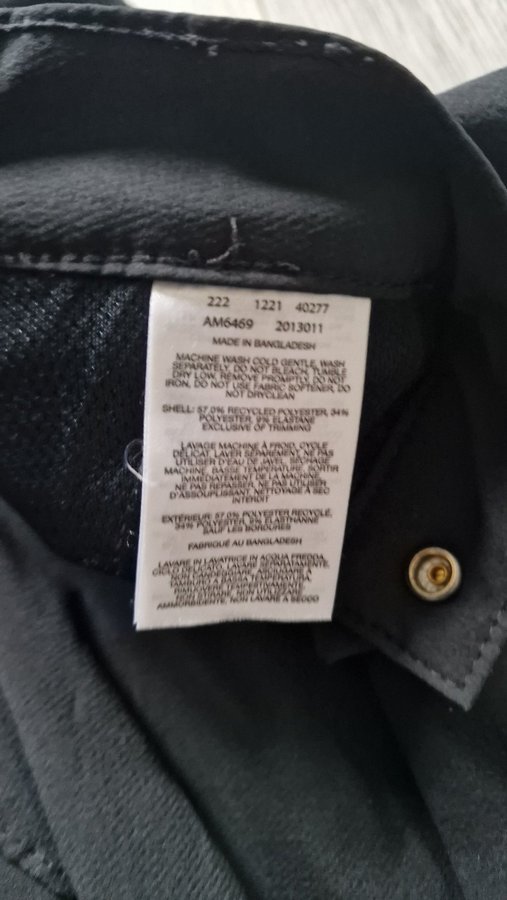 222 1221 40277
AM6469 2013011
MADE IN BANGLADESH
MACHINE WASH COLD GENTLE, WASH
SEPARATELY, DO NOT BLEACH, TUMBLE
DRY LOW, REMOVE PROMPTLY, DO NOT
IRON, DO NOT USE FABRIC SOFTENER, DO
NOT DRYCLEAN
SHELL: 57.0% RECYCLED POLYESTER, 34%
POLYESTER, 9% ELASTANE
EXCLUSIVE OF TRIMMING
LAVAGE MACHINE À FROID, CYCLE
DÉLICAT, LAVER SÉPARÉMENT, NE PAS
UTILISER D'EAU DE JAVEL, SÉCHAGE
MACHINE, BASSE TEMPÉRATURE, SORTIR
IMMÉDIATEMENT DE LA MACHINE,
NE PAS REPASSER, NE PAS UTILISER
D'ASSOUPLISSANT, NETTOYAGE À SEC
INTERDIT
EXTÉRIEUR: 57.0% POLYESTER RECYCLÉ,
34% POLYESTER, 9% ÉLASTHANNE
SAUF LES BORDURES
FABRIQUÉ AU BANGLADESH
LAVARE IN LAVATRICE IN ACQUA FREDDA,
CICLO DELICATO, LAVARE SEPARATAMENTE,
NON CANDEGGIARE, ASCIUGARE A
BASSA TEMPERATURA,
RIMUOVERE IMMEDIATAMENTE,
NON STIRARE, NON UTILIZZARE
AMMORBIDENTE, NON LAVARE A SECCO